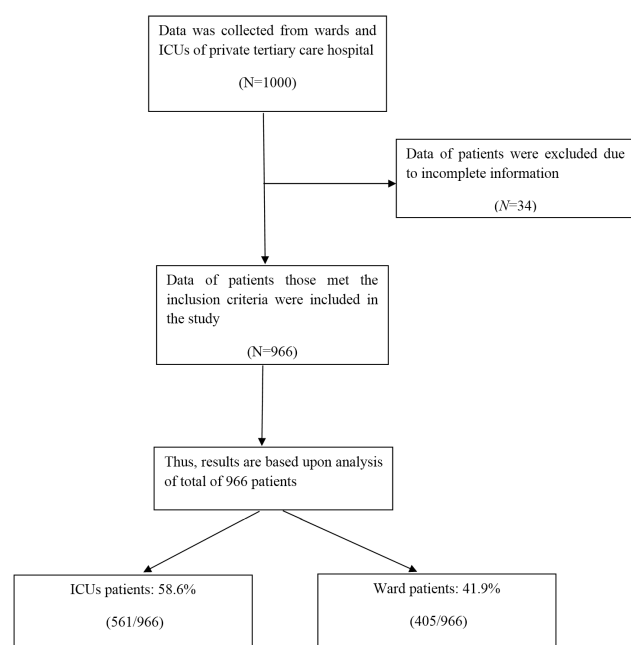 Data was collected from wards and
ICUs of private tertiary care hospital
(N=1000)
Data of patients were excluded due
to incomplete information
(N=34)
Data of patients those met the
inclusion criteria were included in
the study
(N=966)
Thus, results are based upon analysis
of total of 966 patients
ICUs patients: 58.6%
(561/966)
Ward patients: 41.9%
(405/966)